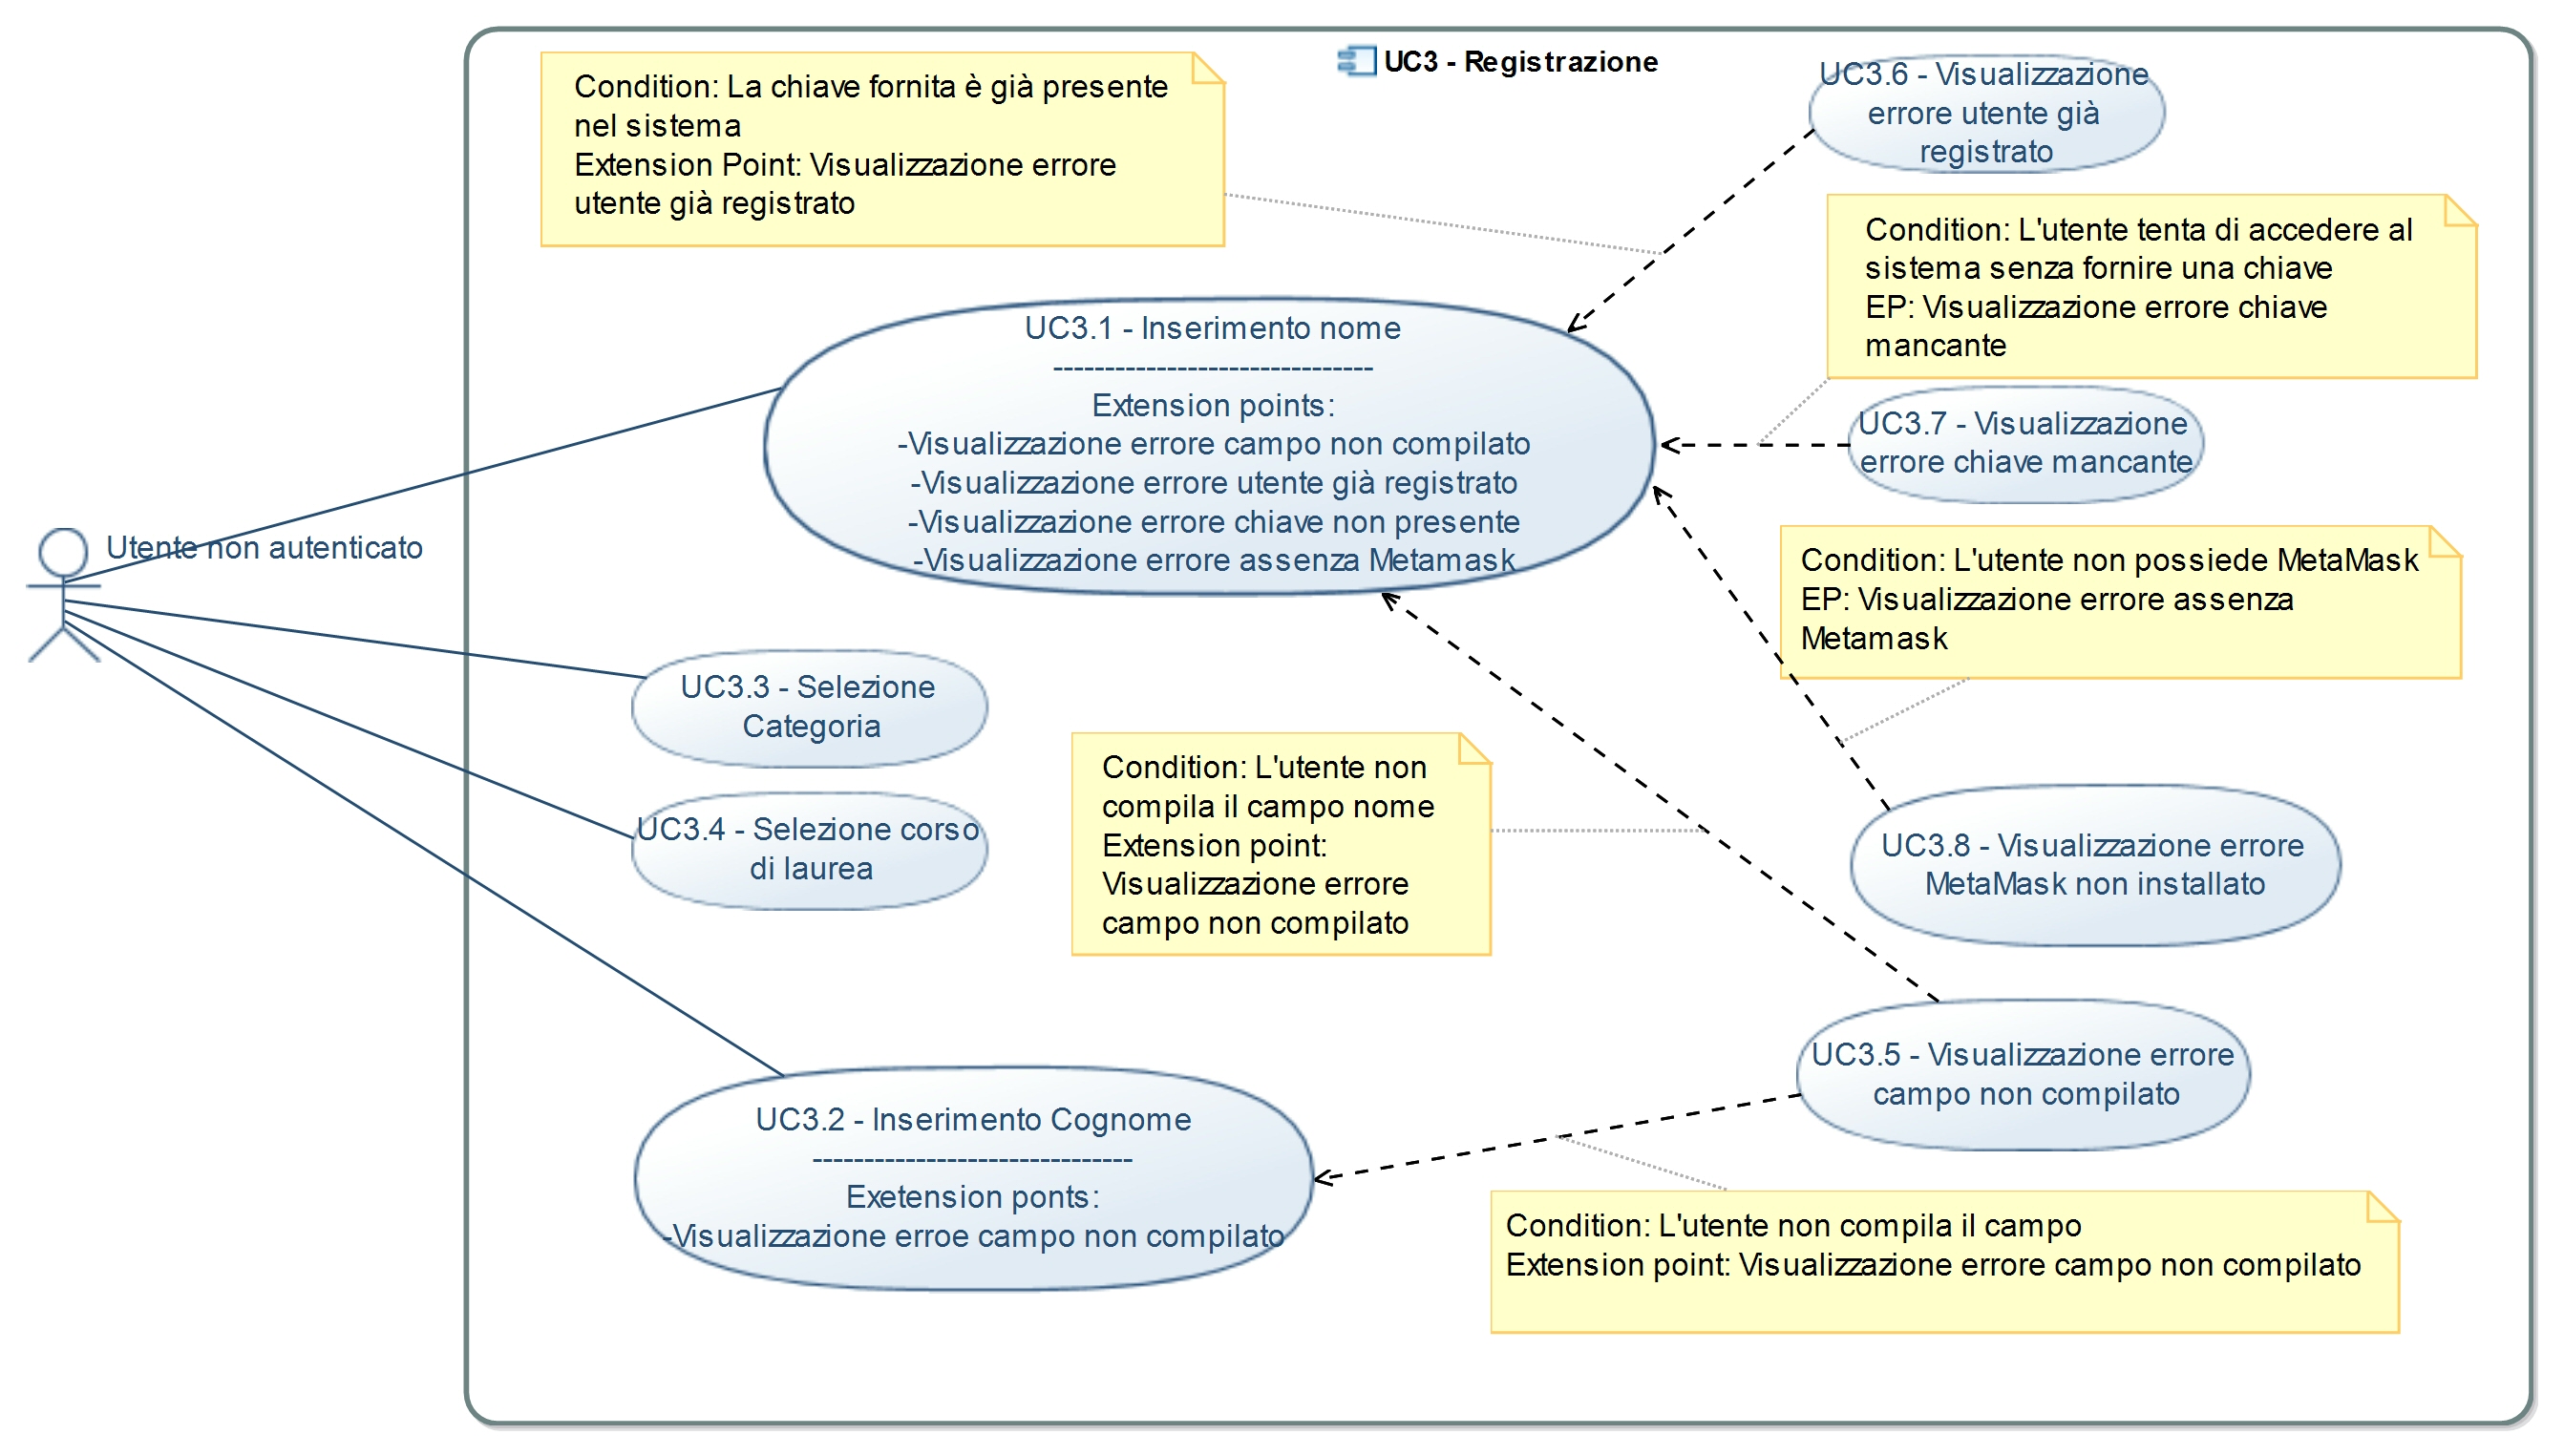 UC3 - Registrazione
Condition: La chiave fornita è già presente
nel sistema
Extension Point: Visualizzazione errore
utente già registrato
UC3.6 - Visualizzazione
errore utente già
registrato
Condition: L'utente tenta di accedere al
sistema senza fornire una chiave
EP: Visualizzazione errore chiave
mancante
UC3.1 - Inserimento nome
-------------------------------
Extension points:
-Visualizzazione errore campo non compilato
-Visualizzazione errore utente già registrato
-Visualizzazione errore chiave non presente
-Visualizzazione errore assenza Metamask
UC3.7 - Visualizzazione
errore chiave mancante
Utente non autenticato
Condition: L'utente non possiede MetaMask
EP: Visualizzazione errore assenza
Metamask
UC3.3 - Selezione
Categoria
Condition: L'utente non
compila il campo nome
Extension point:
Visualizzazione errore
campo non compilato
UC3.4 - Selezione corso
di laurea
UC3.8 - Visualizzazione errore
MetaMask non installato
UC3.5 - Visualizzazione errore
campo non compilato
UC3.2 - Inserimento Cognome
-------------------------------
Exetension ponts:
-Visualizzazione erroe campo non compilato
Condition: L'utente non compila il campo
Extension point: Visualizzazione errore campo non compilato